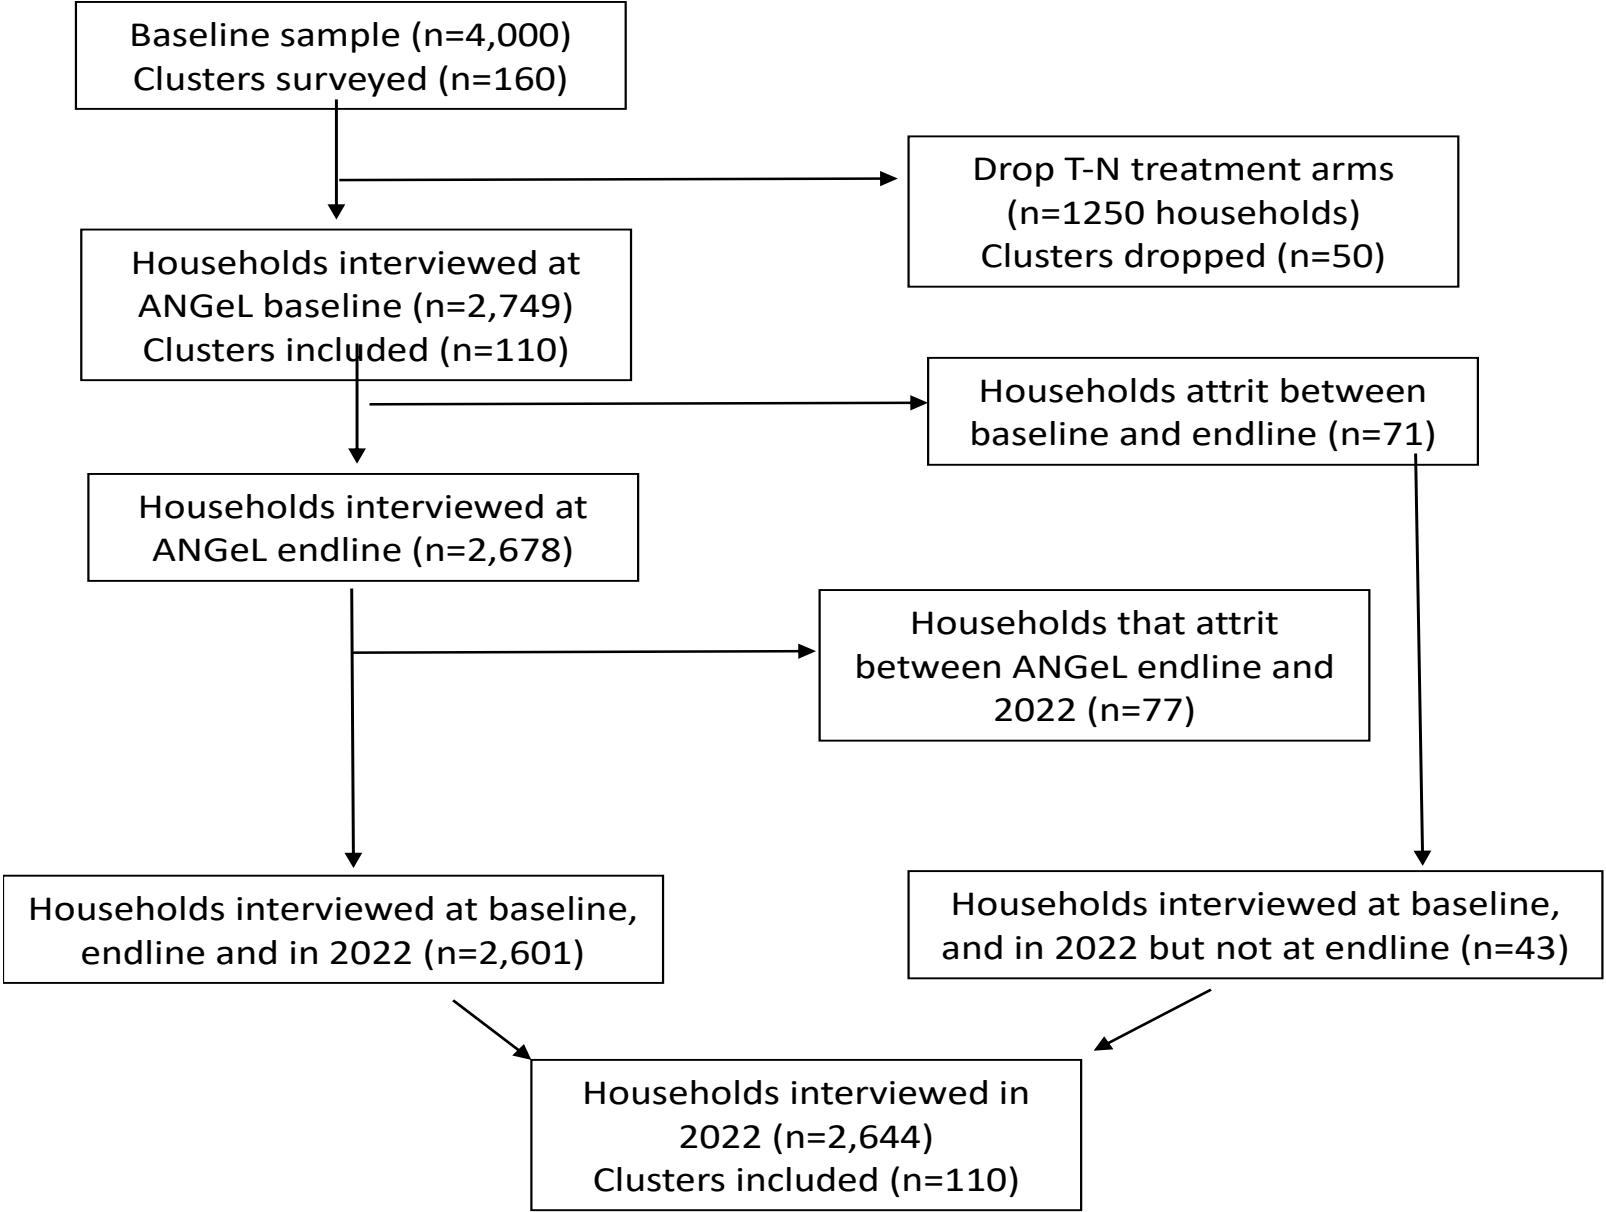 Baseline sample (n=4,000)
Clusters surveyed (n=160)
Drop T-N treatment arms
(n=1250 households)
Clusters dropped (n=50)
Households interviewed at
ANGeL baseline (n=2,749)
Clusters included (n=110)
Households attrit between
baseline and endline (n=71)
Households interviewed at
ANGeL endline (n=2,678)
Households that attrit
between ANGeL endline and
2022 (n=77)
Households interviewed at baseline,
endline and in 2022 (n=2,601)
Households interviewed at baseline,
and in 2022 but not at endline (n=43)
Households interviewed in
2022 (n=2,644)
Clusters included (n=110)